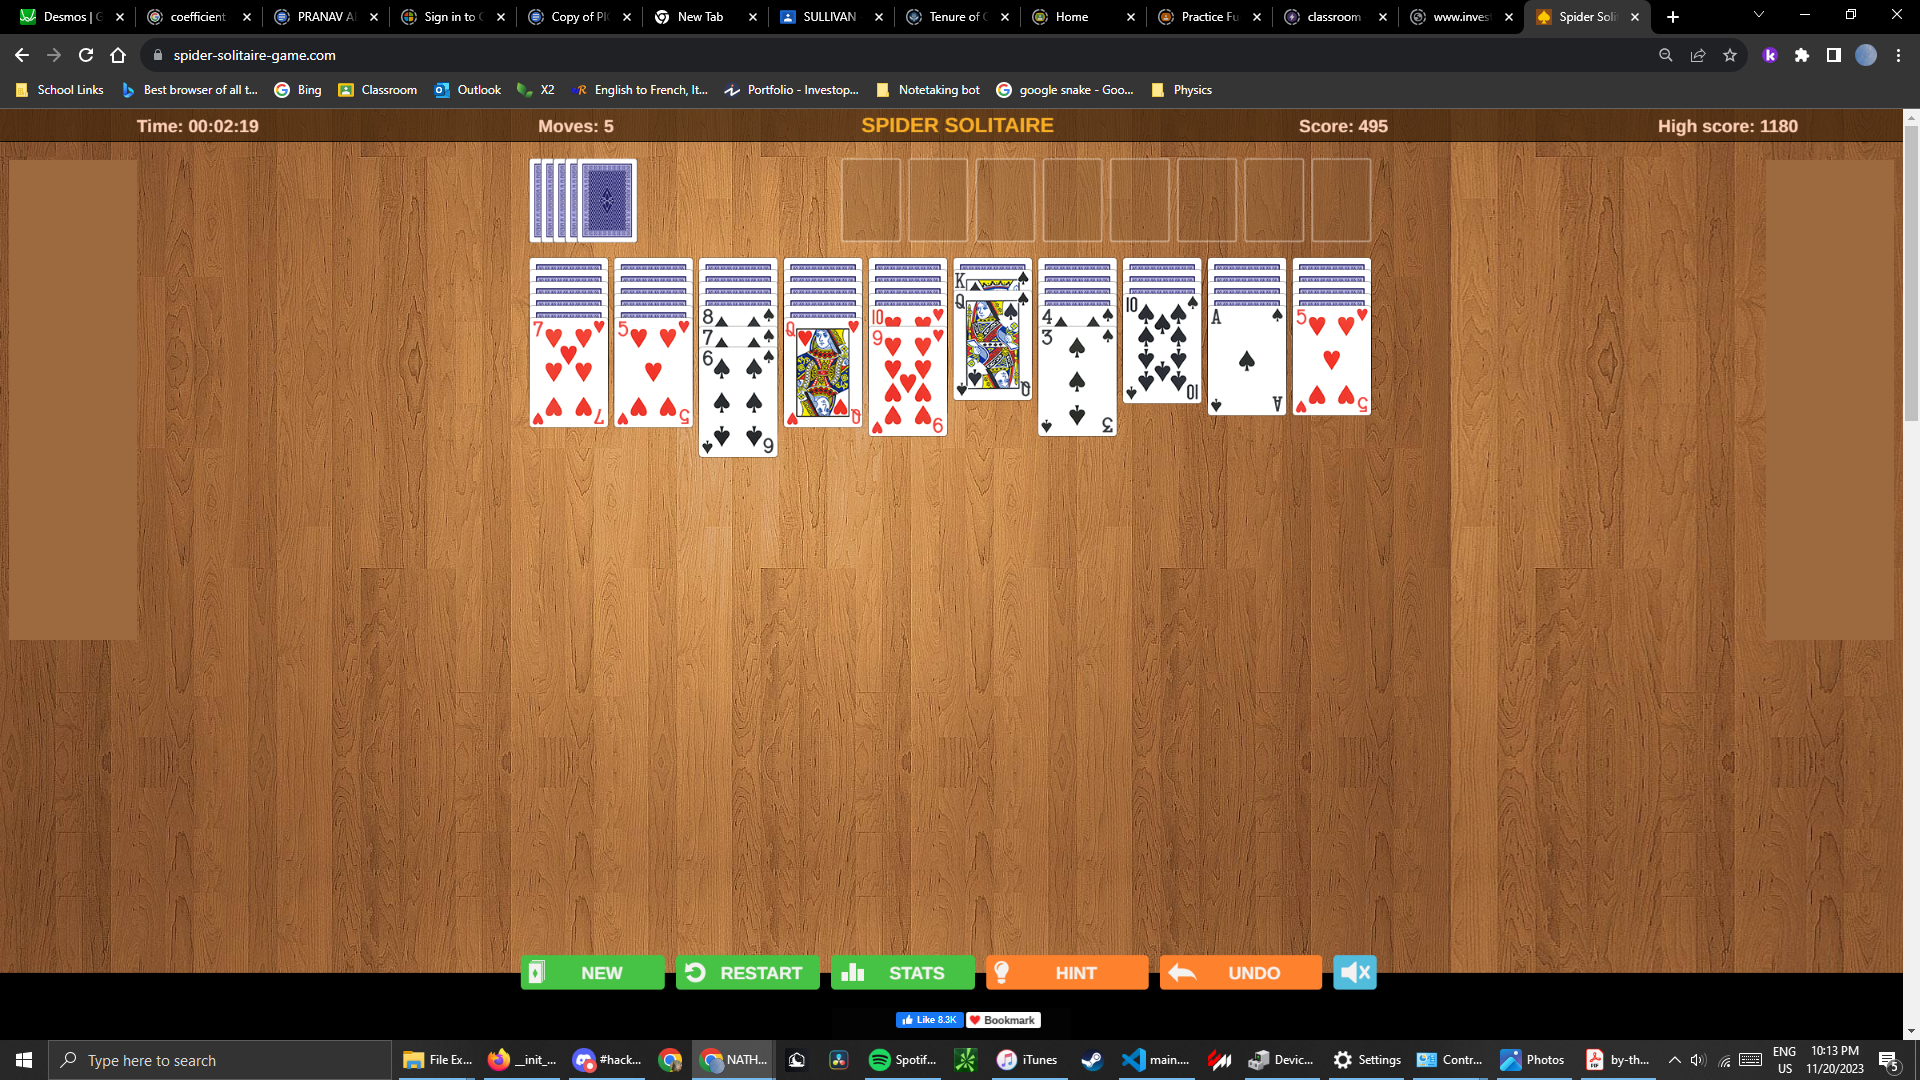 Desmos | G
coefficient
PRANAV A
Sign in to
Copy of PI
New Tab
SULLIVAN
Tenure of
Home
Practice Fu
classroom
www.inves
Spider Soli
spider-solitaire-game.com
School Links
Best browser of all t...
Bing
Classroom
Outlook
X2
English to French, It...
Portfolio - Investop...
Notetaking bot
google snake - Goo...
Physics
Time: 00:02:19
Moves: 5
SPIDER SOLITAIRE
Score: 495
High score: 1180
7
5
8
7
6
Q
10
9
K
Q
4
3
10
A
5
NEW
RESTART
STATS
HINT
UNDO
Like 8.3K
Bookmark
Type here to search
File Ex...
__init_...
#hack...
NATH...
Spotif...
iTunes
main....
Devic...
Settings
Contr...
Photos
by-th...
ENG
US
10:13 PM
11/20/2023
5